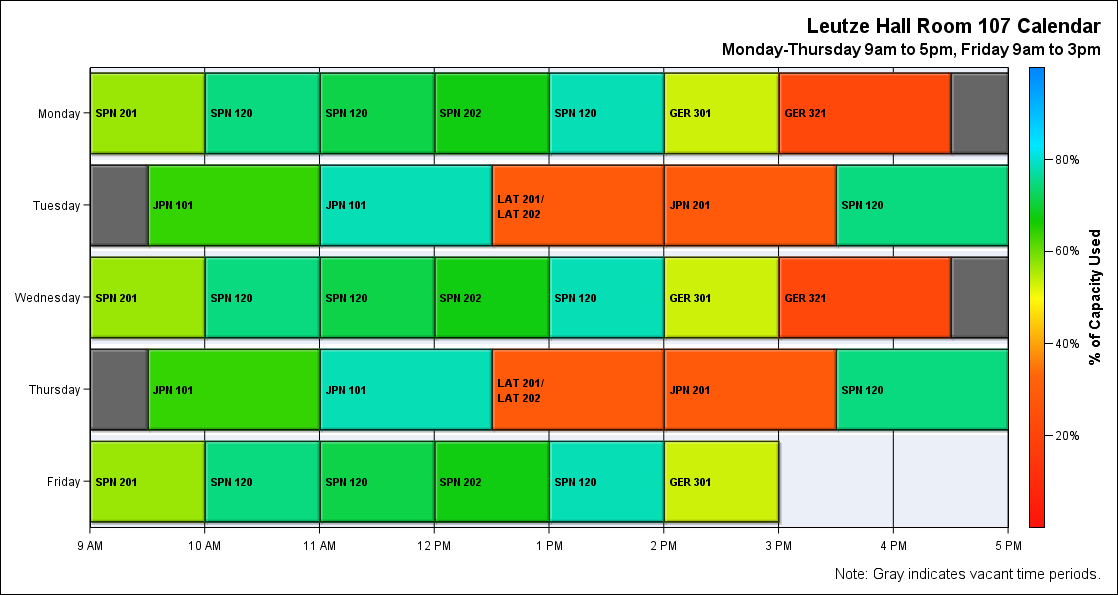 Leutze Hall Room 107 Calendar
Monday-Thursday 9am to 5pm, Friday 9am to 3pm
Monday
SPN 201
SPN 120
SPN 120
SPN 202
SPN 120
GER 301
GER 321
Tuesday
JPN 101
JPN 101
LAT 201/
LAT 202
JPN 201
SPN 120
Wednesday
SPN 201
SPN 120
SPN 120
SPN 202
SPN 120
GER 301
GER 321
Thursday
JPN 101
JPN 101
LAT 201/
LAT 202
JPN 201
SPN 120
Friday
SPN 201
SPN 120
SPN 120
SPN 202
SPN 120
GER 301
9 AM
10 AM
11 AM
12 PM
1 PM
2 PM
3 PM
4 PM
5 PM
80%
60%
40%
20%
% of Capacity Used
Note: Gray indicates vacant time periods.